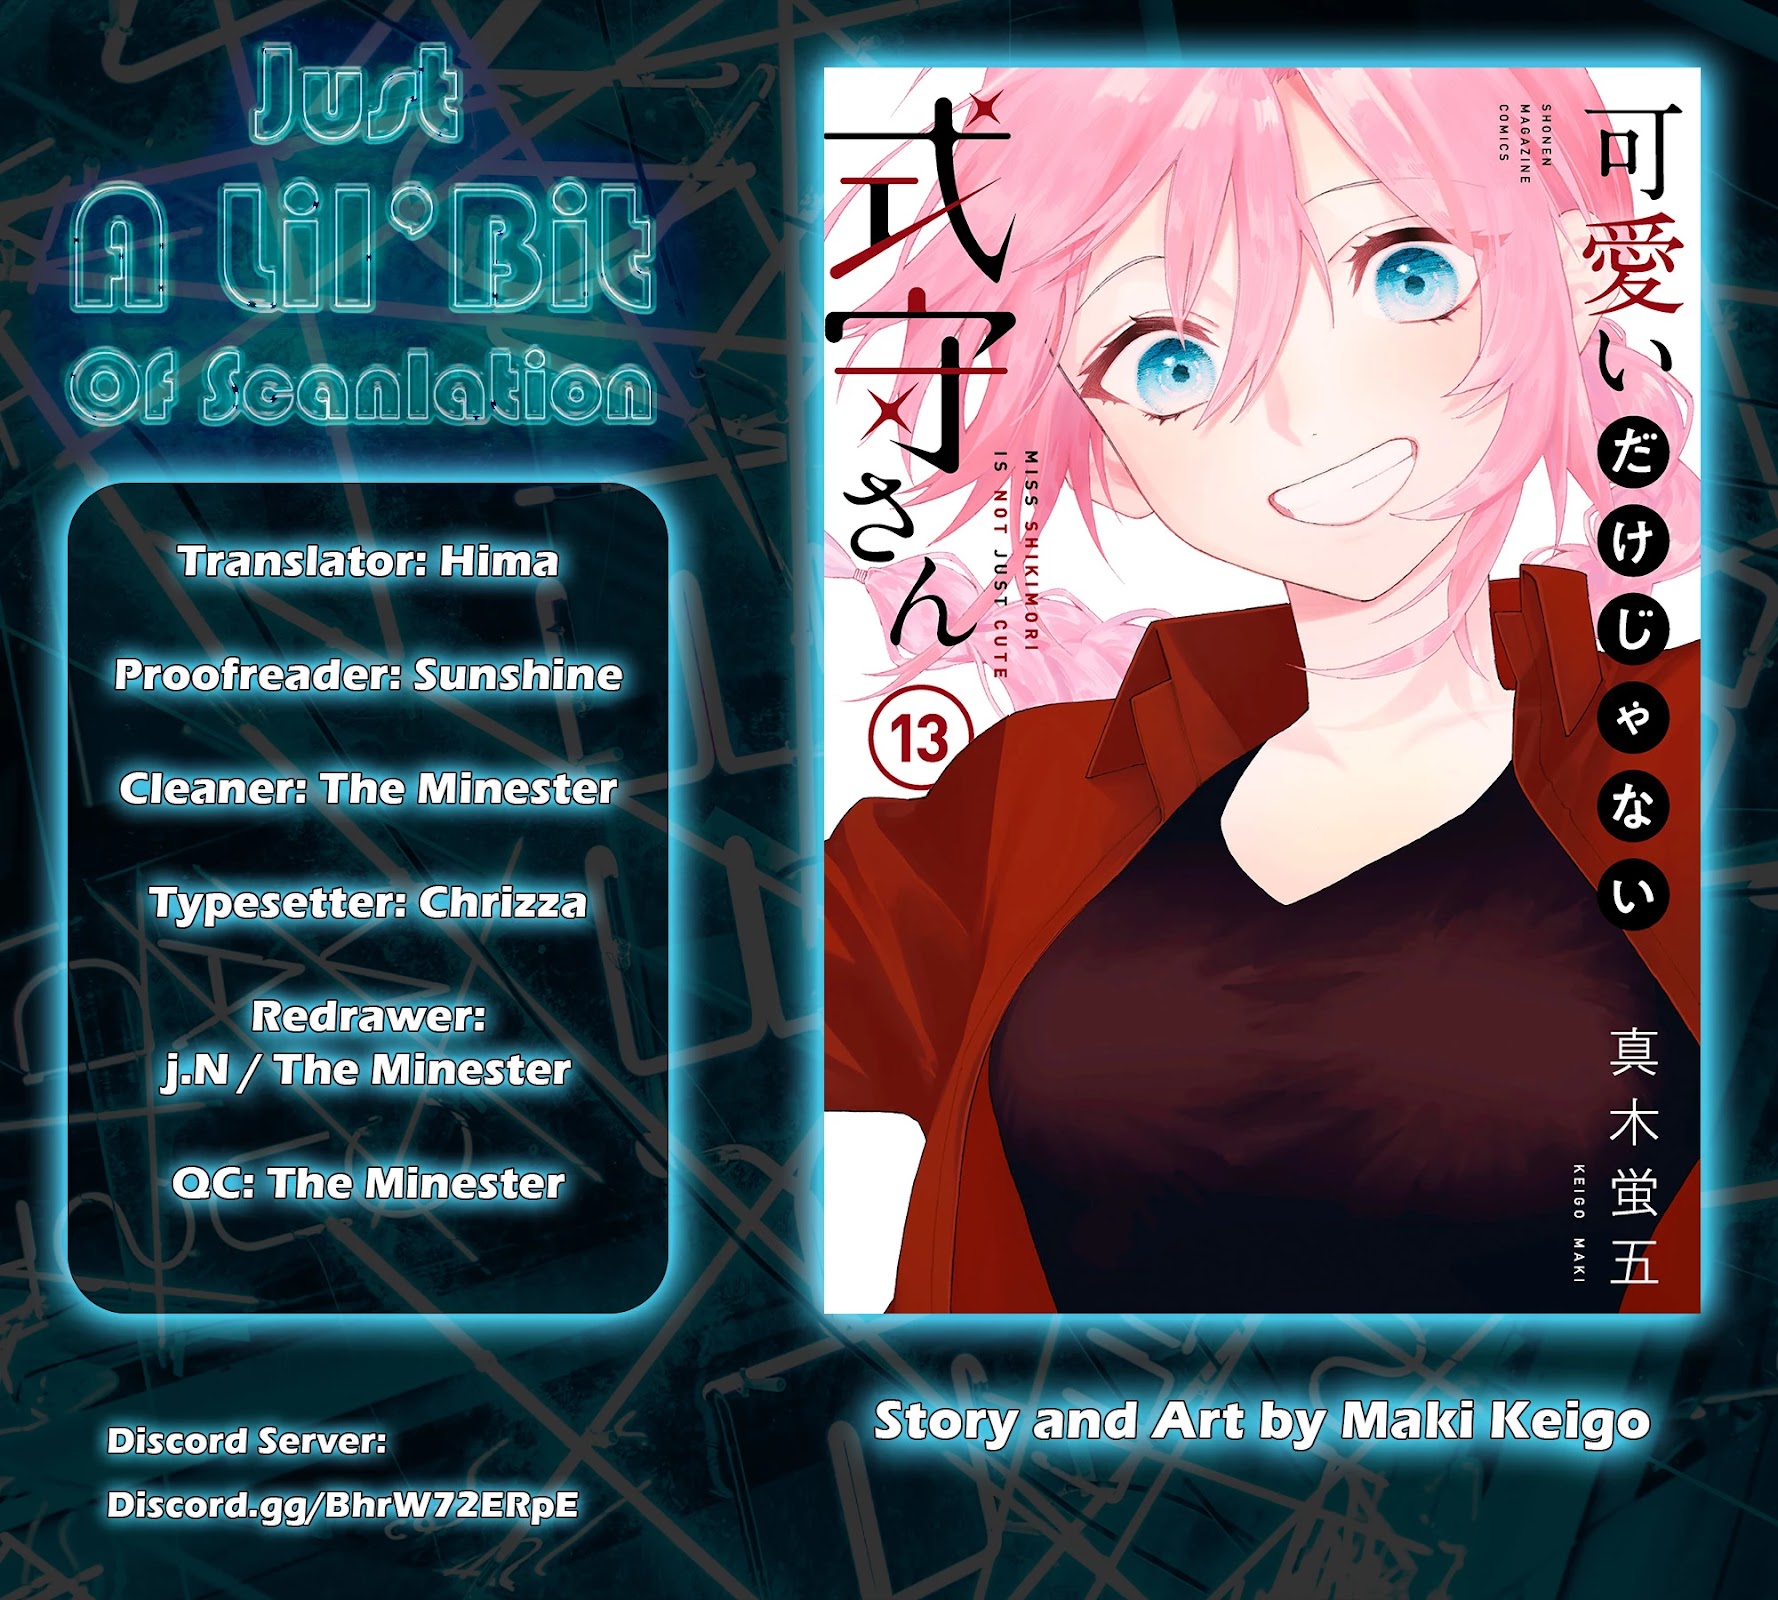 Just
A Lil' Bit
Of Scanlation
Translator: Hima
Proofreader: Sunshine
Cleaner: The Minester
Typesetter: Chrizza
Redrawer:
j.N / The Minester
QC: The Minester
Discord Server:
Discord.gg/BhrW72ERpE
可愛いだけじゃない
式守さん
SHONEN
MAGAZINE
COMICS
MISS SHIKIMORI
IS NOT JUST CUTE
13
真木蛍五
KEIGO MAKI
Story and Art by Maki Keigo